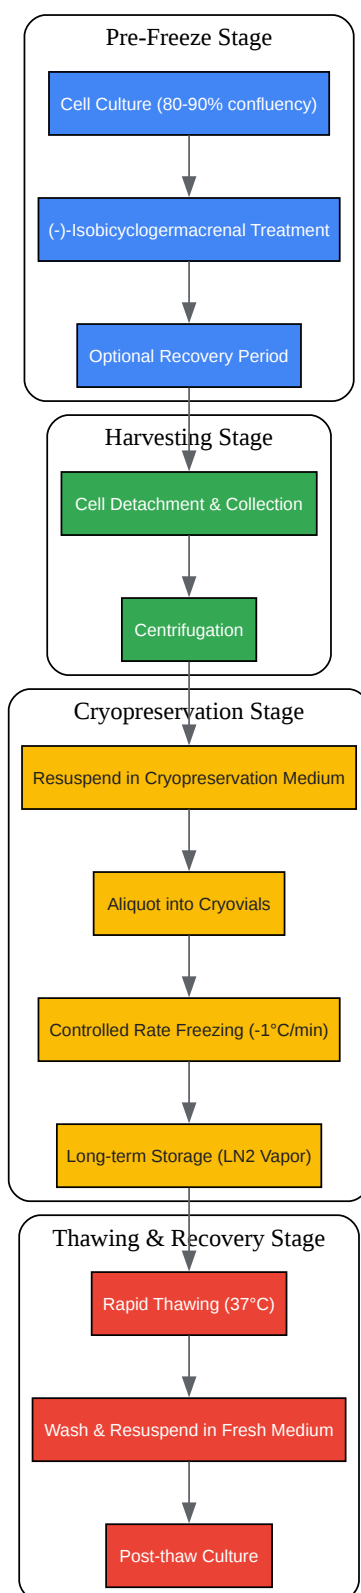 Pre-Freeze Stage
Cell Culture (80-90% confluency)
(-)-Isobicyclogermacrenal Treatment
Optional Recovery Period
Harvesting Stage
Cell Detachment & Collection
Centrifugation
Cryopreservation Stage
Resuspend in Cryopreservation Medium
Aliquot into Cryovials
Controlled Rate Freezing (-1°C/min)
Long-term Storage (LN2 Vapor)
Thawing & Recovery Stage
Rapid Thawing (37°C)
Wash & Resuspend in Fresh Medium
Post-thaw Culture